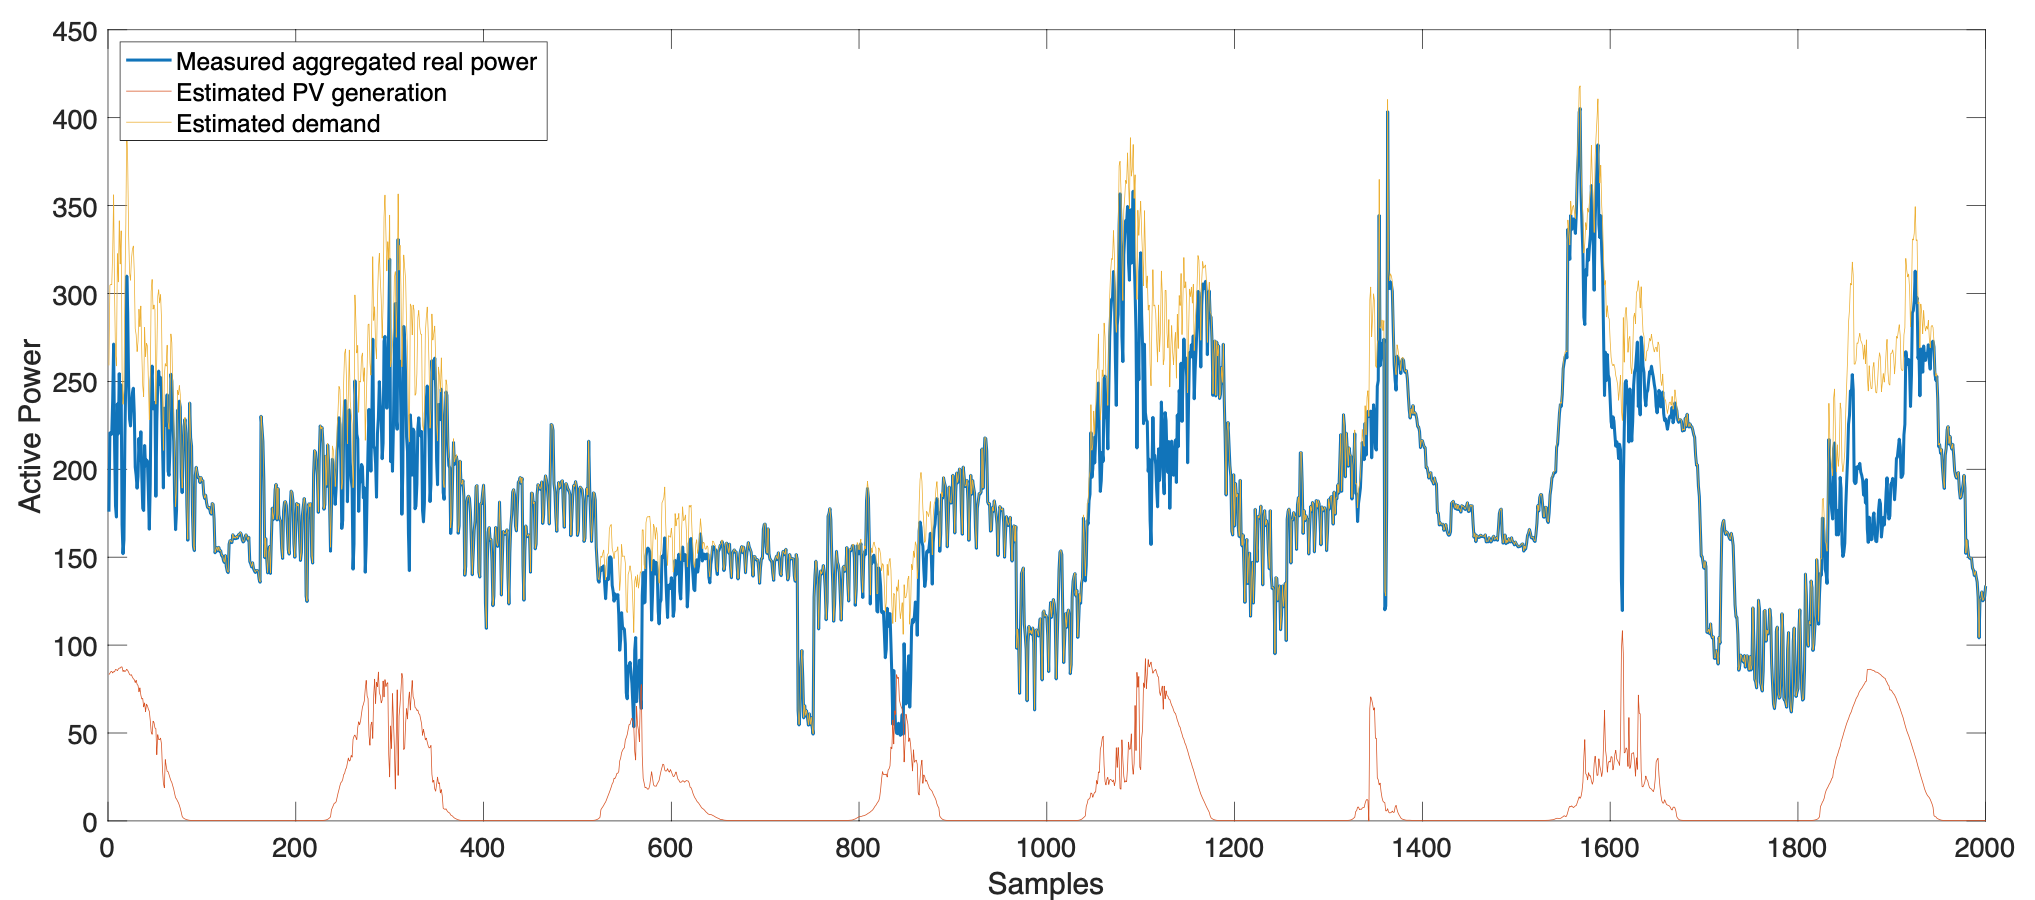 450
400
350
300
250
200
150
100
50
0
Active Power
Measured aggregated real power
Estimated PV generation
Estimated demand
0 200 400 600 800 1000 1200 1400 1600 1800 2000
Samples